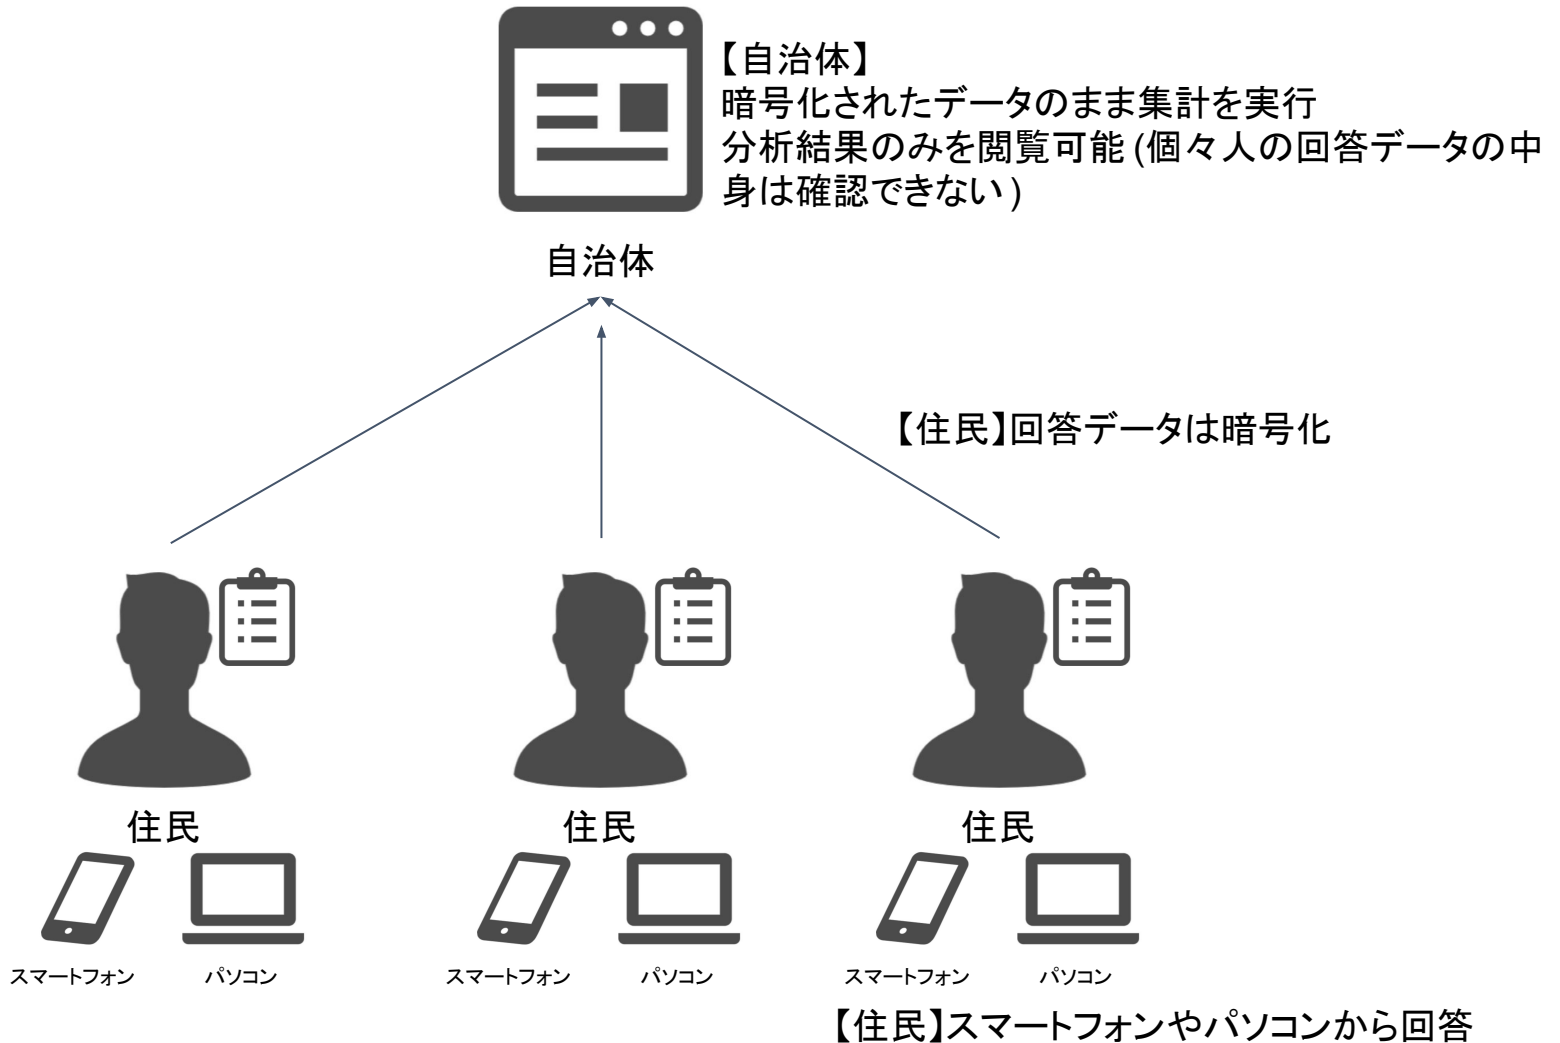 【自治体】
暗号化されたデータのまま集計を実行
分析結果のみを閲覧可能(個々人の回答データの中
身は確認できない)
自治体
【住民】回答データは暗号化
住民
住民
住民
スマートフォン
パソコン
スマートフォン
パソコン
スマートフォン
パソコン
【住民】スマートフォンやパソコンから回答